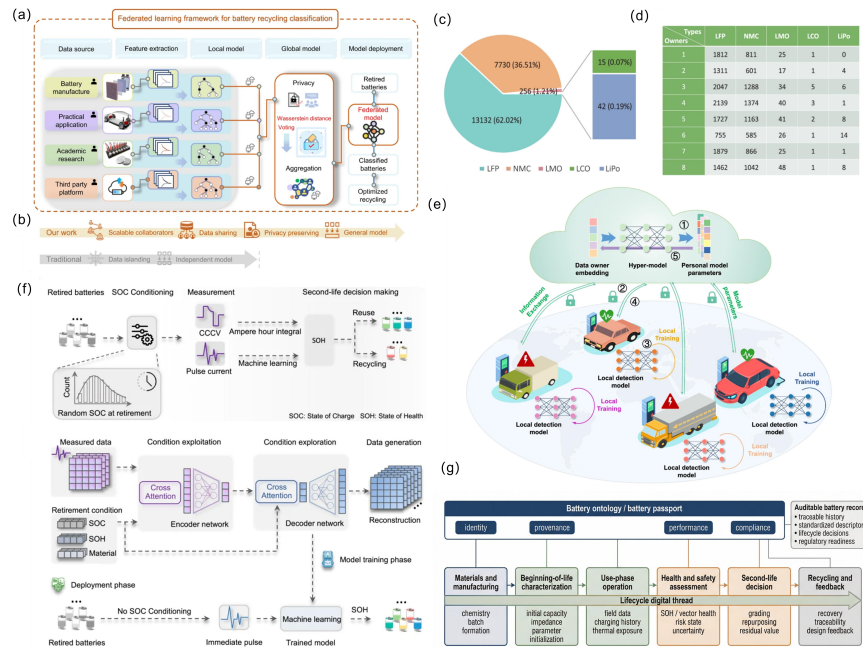 (a)
Federated learning framework for battery recycling classification
Data source
Feature extraction
Local model
Global model
Model deployment
Battery
manufacture
Practical
application
Academic
research
Third party
platform
Privacy
Wasserstein distance
Voting
Aggregation
Retired
batteries
Federated
model
Classified
batteries
Optimized
recycling
(b)
Our work
Scalable collaborators
Data sharing
Privacy preserving
General model
Traditional
Data islanding
Independent model
(c)
7730 (36.51%)
256 (1.21%)
13132 (62.02%)
15 (0.07%)
42 (0.19%)
LFP NMC LMO LCO LiPo
(d)
Types
Owners
LFP NMC LMO LCO LiPo
1 1812 811 25 1 0
2 1311 601 17 1 4
3 2047 1288 34 5 6
4 2139 1374 40 3 1
5 1727 1163 41 2 8
6 755 585 26 1 14
7 1879 866 25 1 1
8 1462 1042 48 1 8
(e)
①
⑤
Data owner
embedding
Hyper-model
Personal model
parameters
Information
Exchange
②
④
Model
parameters
③
Local
Training
Local detection
model
Local
Training
Local detection
model
Local
Training
Local detection
model
Local
Training
Local detection
model
(f)
Retired batteries
SOC Conditioning
Measurement
Second-life decision making
CCCV
Ampere hour integral
Pulse current
Machine learning
SOH
Reuse
Recycling
Count
Random SOC at retirement
SOC: State of Charge SOH: State of Health
Measured data
Condition exploitation
Condition exploration
Data generation
Cross
Attention
Encoder network
Cross
Attention
Decoder network
Reconstruction
Retirement condition
SOC
SOH
Material
Model training phase
Deployment phase
No SOC Conditioning
Retired batteries
Immediate pulse
Machine learning
Trained model
SOH
(g)
Battery ontology / battery passport
identity
provenance
performance
compliance
Auditable battery record
• traceable history
• standardized descriptor
• lifecycle decisions
• regulatory readiness
Materials and
manufacturing
Beginning-of-life
characterization
Use-phase
operation
Health and safety
assessment
Second-life
decision
Recycling and
feedback
Lifecycle digital thread
chemistry
batch
formation
initial capacity
impedance
parameter
initialization
field data
charging history
thermal exposure
SOH / vector health
risk state
uncertainty
grading
repurposing
residual value
recovery
traceability
design feedback